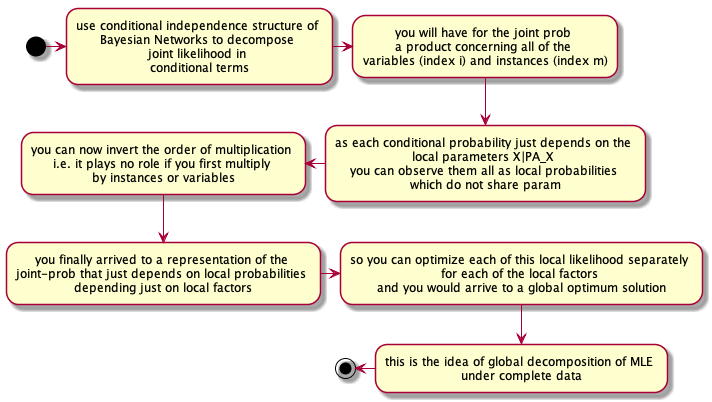 use conditional independence structure of
Bayesian Networks to decompose
joint likelihood in
conditional terms
you will have for the joint prob
a product concerning all of the
variables (index i) and instances (index m)
as each conditional probability just depends on the
local parameters X|PA_X
you can observe them all as local probabilities
which do not share param
you can now invert the order of multiplication
i.e. it plays no role if you first multiply
by instances or variables
you finally arrived to a representation of the
joint-prob that just depends on local probabilities
depending just on local factors
so you can optimize each of this local likelihood separately
for each of the local factors
and you would arrive to a global optimum solution
this is the idea of global decomposition of MLE
under complete data